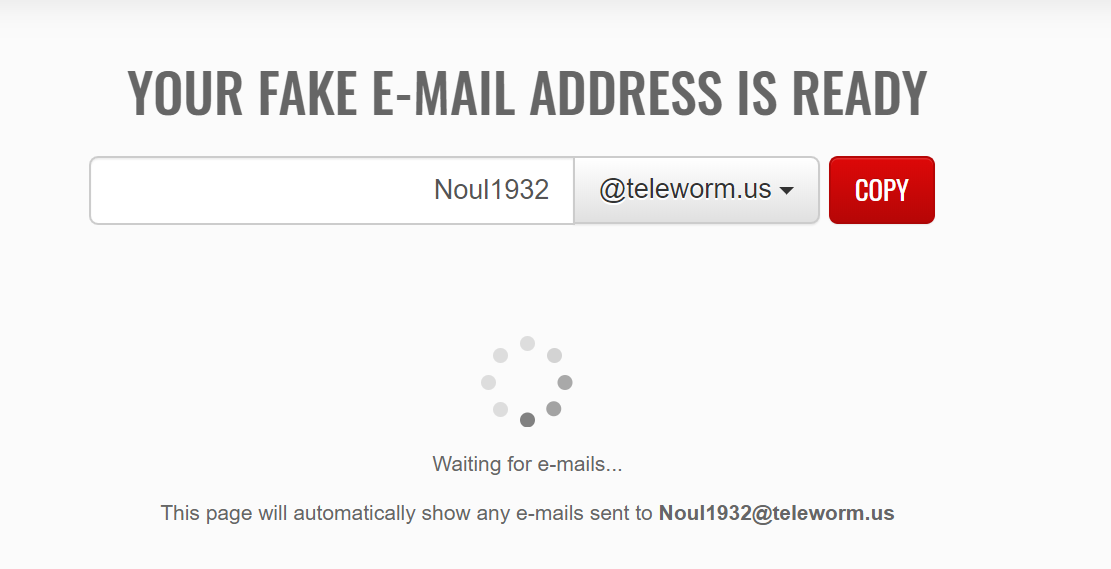 YOUR FAKE E-MAIL ADDRESS IS READY
Noul1932 @teleworm.us COPY
Waiting for e-mails...
This page will automatically show any e-mails sent to Noul1932@teleworm.us